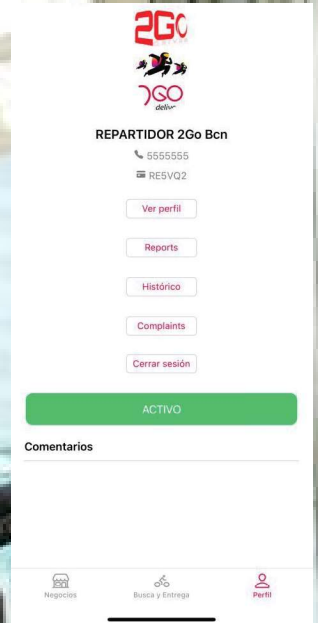 2GO
GO
delivery
REPARTIDOR 2Go Bcn
5555555
RE5VQ2
Ver perfil
Reports
Histórico
Complaints
Cerrar sesión
ACTIVO
Comentarios
Negocios
Busca y Entrega
Perfil